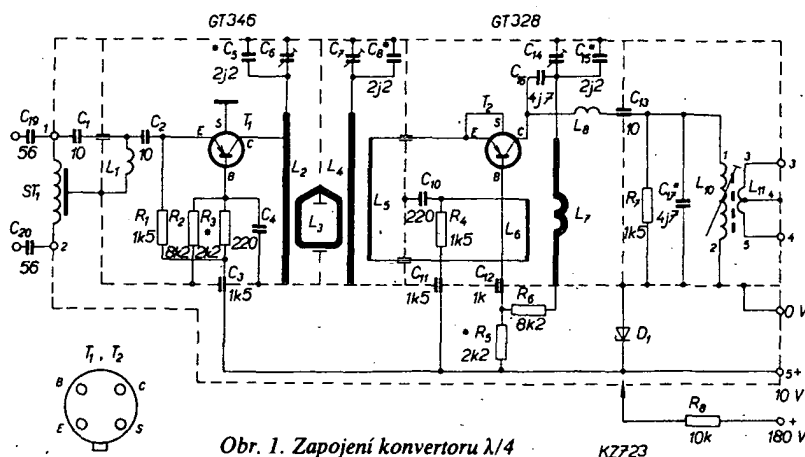 GT346 GT328
* C5 2j2 C6 C7 C8* 2j2 C14 C15* 2j2
C16 4j7
C19 56 1 C1 10 C2 10 E T1 C B
T2 E C B
L8 C13 10
ST1 L1 L2 L3 L4 L5 L6 L7
C10 220 R4 1k5
R7 1k5 C17* 4j7 L10 L11 1 2 3 4 5 3 4
C20 56 2
R1 1k5 R2 8k2 R3 * 2k2 C4 220
C3 1k5 C11 1k5 C12 1k R6 8k2
* R5 2k2 D1
0 V
5+
10 V
T1, T2
B C
E S
R8 10k
+
180 V
KZ723
Obr. 1. Zapojení konvertoru λ/4